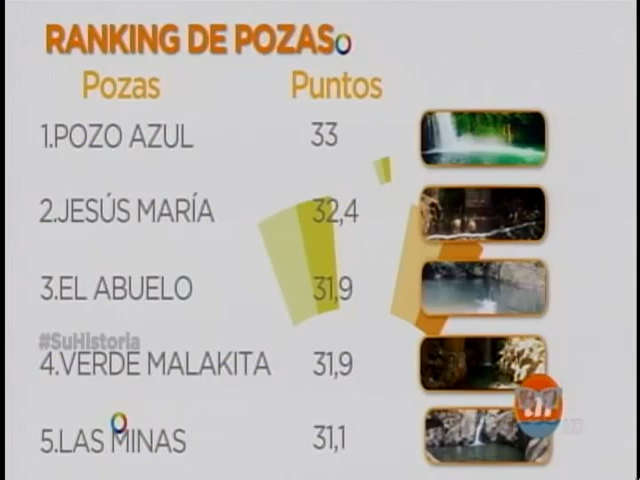 RANKING DE POZAS
Pozas Puntos
1.POZO AZUL 33
2.JESÚS MARÍA 32,4
3.EL ABUELO 31,9
#SuHistoria
4.VERDE MALAKITA 31,9
5.LAS MINAS 31,1